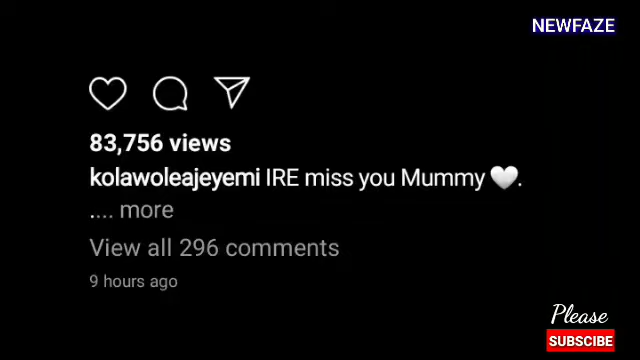 NEWFAZE
83,756 views
kolawoleajeyemi IRE miss you Mummy 🤍.
.... more
View all 296 comments
9 hours ago
Please
SUBSCIBE